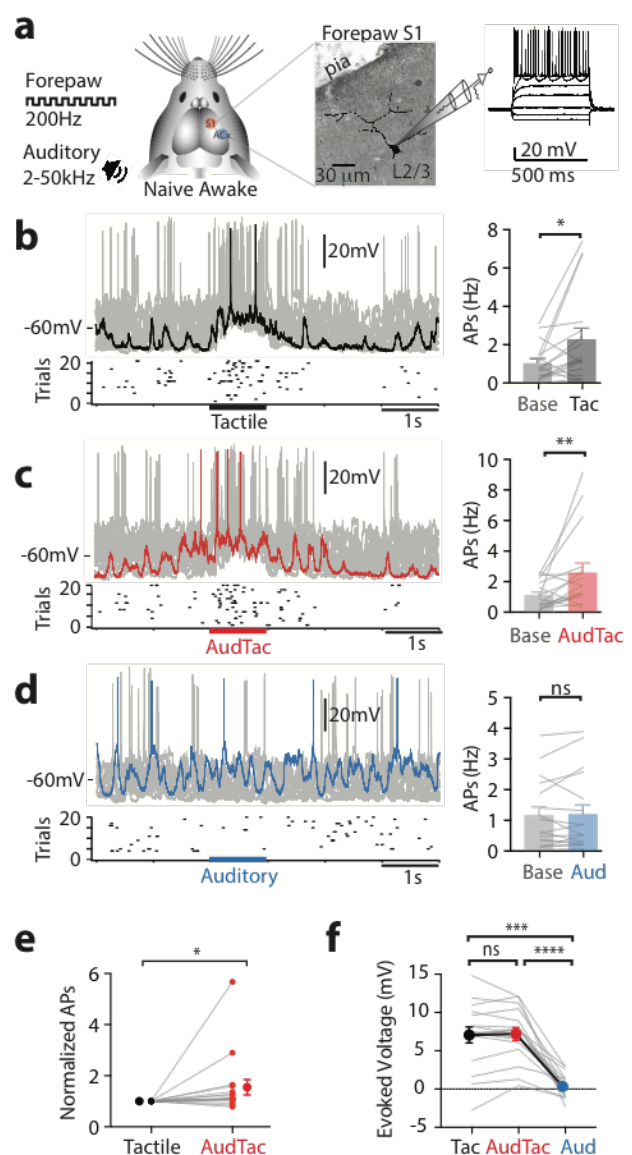 a
Forepaw S1
Forepaw
200Hz
Auditory
2-50kHz
S1
ACx
Naive Awake
pia
30 μm
L2/3
20 mV
500 ms
b
20mV
-60mV
Trials
20
0
Tactile
1s
*
APs (Hz)
8
6
4
2
0
Base Tac
c
20mV
-60mV
Trials
20
0
AudTac
1s
**
APs (Hz)
10
8
6
4
2
0
Base AudTac
d
20mV
-60mV
Trials
20
0
Auditory
1s
ns
APs (Hz)
5
4
3
2
1
0
Base Aud
e
*
Normalized APs
6
4
2
0
Tactile AudTac
f
***
ns ****
Evoked Voltage (mV)
15
10
5
0
-5
Tac AudTac Aud